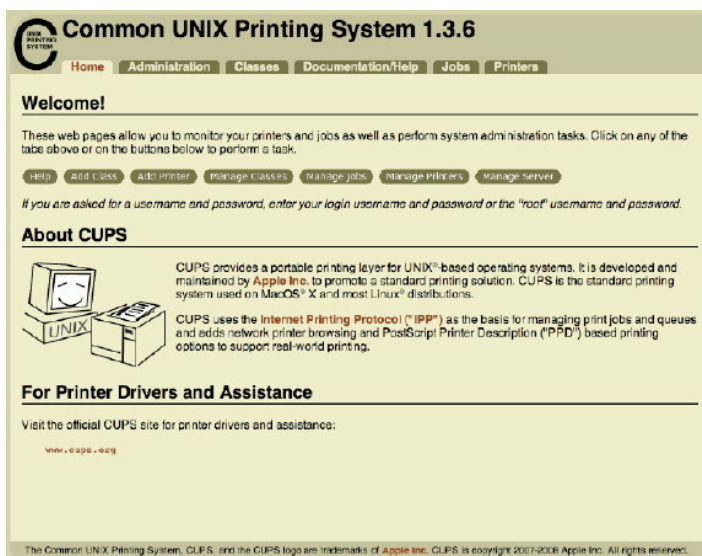 UNIX
PRINTING
SYSTEM
Common UNIX Printing System 1.3.6
Home Administration Classes Documentation/Help Jobs Printers
Welcome!
These web pages allow you to monitor your printers and jobs as well as perform system administration tasks. Click on any of the
tabs above or on the buttons below to perform a task.
Help Add Class Add Printer Manage Classes Manage Jobs Manage Printers Manage Server
If you are asked for a username and password, enter your login username and password or the "root" username and password.
About CUPS
CUPS provides a portable printing layer for UNIX®-based operating systems. It is developed and
maintained by Apple Inc. to promote a standard printing solution. CUPS is the standard printing
system used on MacOS® X and most Linux® distributions.
UNIX
CUPS uses the Internet Printing Protocol ("IPP") as the basis for managing print jobs and queues
and adds network printer browsing and PostScript Printer Description ("PPD") based printing
options to support real-world printing.
For Printer Drivers and Assistance
Visit the official CUPS site for printer drivers and assistance:
www.cups.org
The Common UNIX Printing System, CUPS, and the CUPS logo are trademarks of Apple Inc. CUPS is copyright 2007-2008 Apple Inc. All rights reserved.